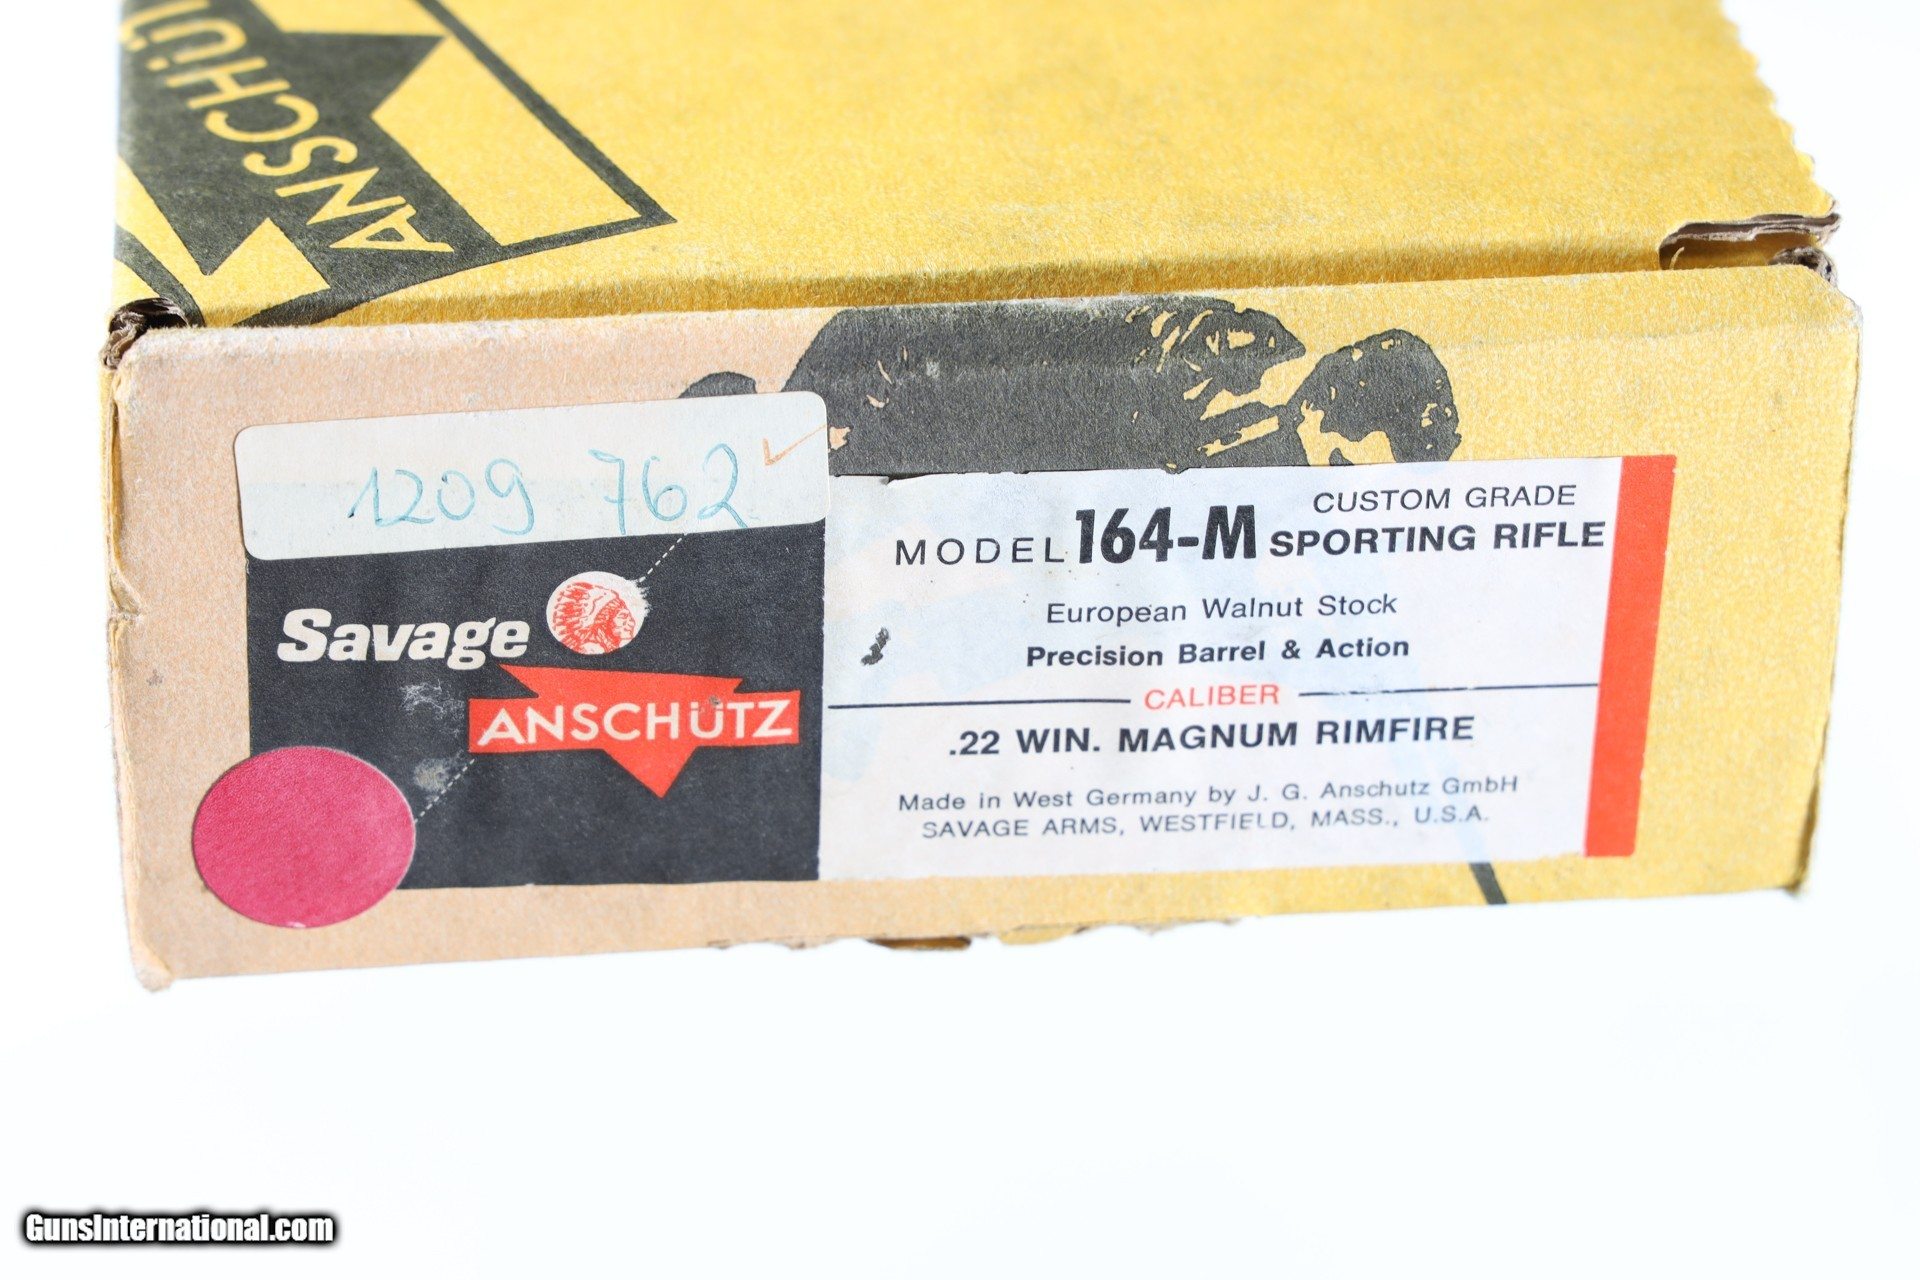 ANSCHÜT
1209 762
Savage
ANSCHÜTZ
MODEL 164-M CUSTOM GRADE
SPORTING RIFLE
European Walnut Stock
Precision Barrel & Action
CALIBER
.22 WIN. MAGNUM RIMFIRE
Made in West Germany by J. G. Anschutz GmbH
SAVAGE ARMS, WESTFIELD, MASS., U.S.A.
GunsInternational.com